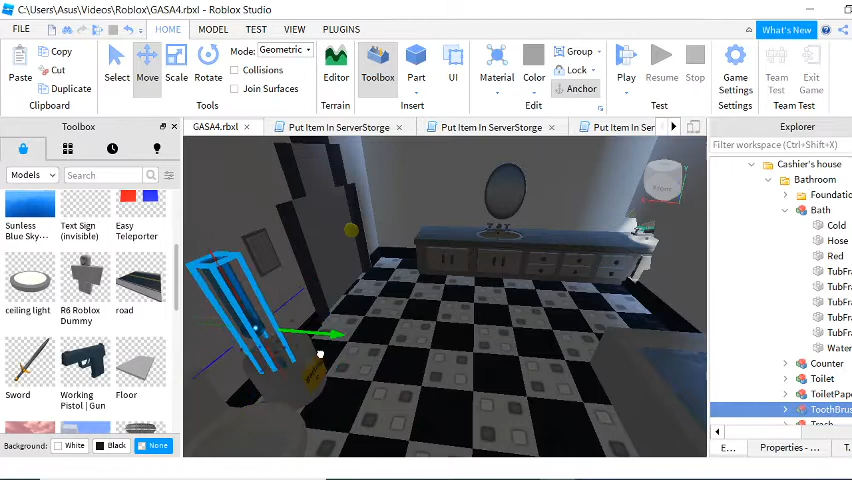 C:\Users\Asus\Videos\Roblox\GASA4.rbxl - Roblox Studio
FILE HOME MODEL TEST VIEW PLUGINS What's New
Paste Copy Cut Duplicate Clipboard
Select Move Scale Rotate Mode: Geometric Collisions Join Surfaces Tools
Editor Terrain
Toolbox Part UI Insert
Material Color Group Lock Anchor Edit
Play Resume Stop Test
Game Settings Settings
Team Test Exit Game Team Test
Toolbox
GASA4.rbxl Put Item In ServerStorge Put Item In ServerStorge Put Item In Ser
Explorer
Filter workspace (Ctrl+Shift+X)
Models Search
Sunless Blue Sky-- Text Sign (invisible) Easy Teleporter
ceiling light R6 Roblox Dummy road
Sword Working Pistol | Gun Floor
Background: White Black None
Cashier's house
Bathroom
Foundatio
Bath
Cold
Hose
Red
TubFra
TubFra
TubFra
TubFra
TubFra
Water
Counter
Toilet
ToiletPape
ToothBrus
Trash
E... Properties - ... T.